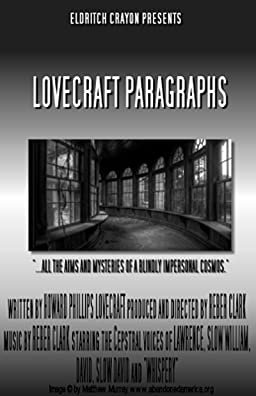 ELDRITCH CRAYON PRESENTS
LOVECRAFT PARAGRAPHS
"...ALL THE AIMS AND MYSTERIES OF A BLINDLY IMPERSONAL COSMOS."
WRITTEN BY HOWARD PHILLIPS LOVECRAFT PRODUCED AND DIRECTED BY REBER CLARK
MUSIC BY REBER CLARK STARRING THE CEPSTRAL VOICES OF LAWRENCE, SLOW WILLIAM,
DAVID, SLOW DAVID AND "WHISPERY"
Image © by Matthew Murray www.abandonedamerica.org